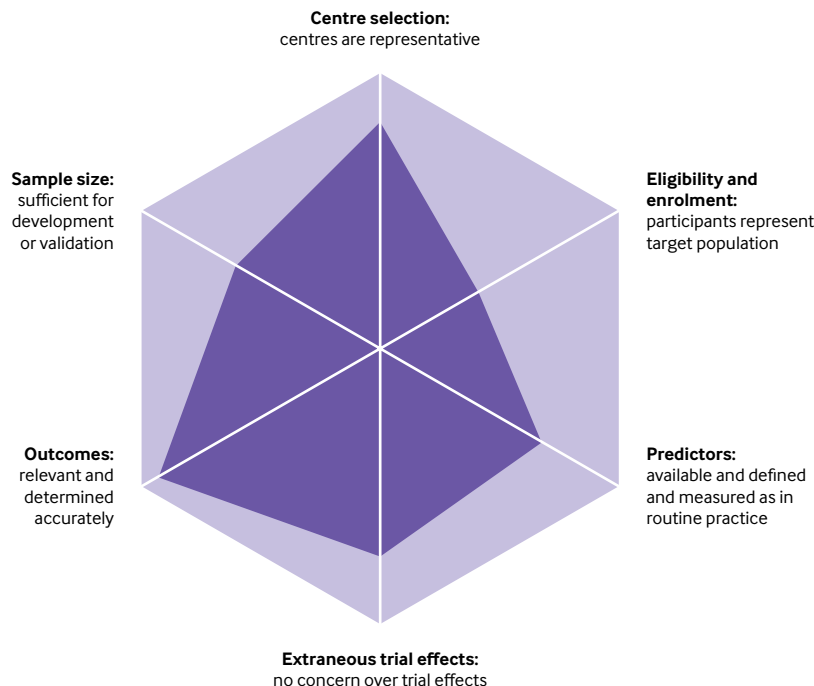 Centre selection:
centres are representative
Sample size:
sufficient for
development
or validation
Eligibility and
enrolment:
participants represent
target population
Outcomes:
relevant and
determined
accurately
Predictors:
available and defined
and measured as in
routine practice
Extraneous trial effects:
no concern over trial effects